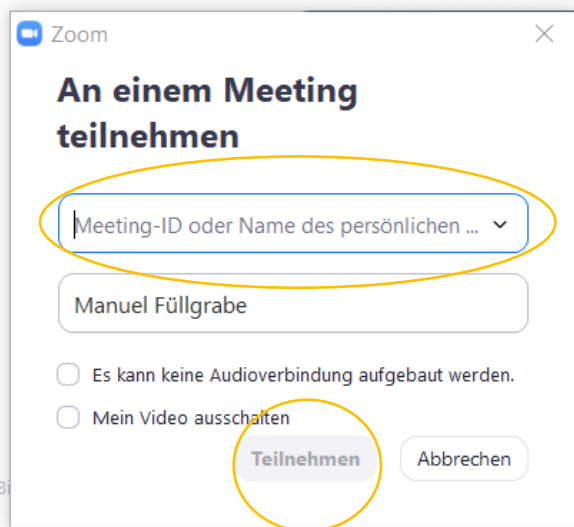 Zoom
An einem Meeting
teilnehmen
Meeting-ID oder Name des persönlichen ...
Manuel Füllgrabe
Es kann keine Audioverbindung aufgebaut werden.
Mein Video ausschalten
Teilnehmen Abbrechen